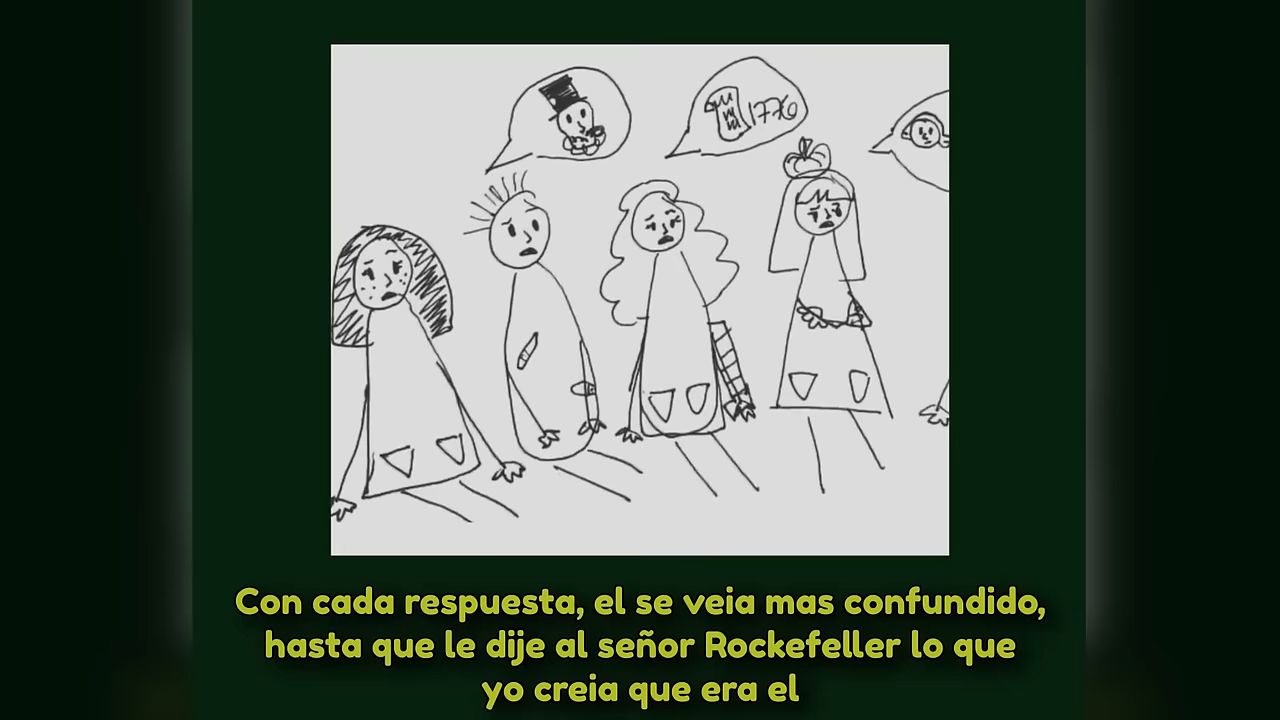 1776
Con cada respuesta, el se veia mas confundido,
hasta que le dije al señor Rockefeller lo que
yo creia que era el